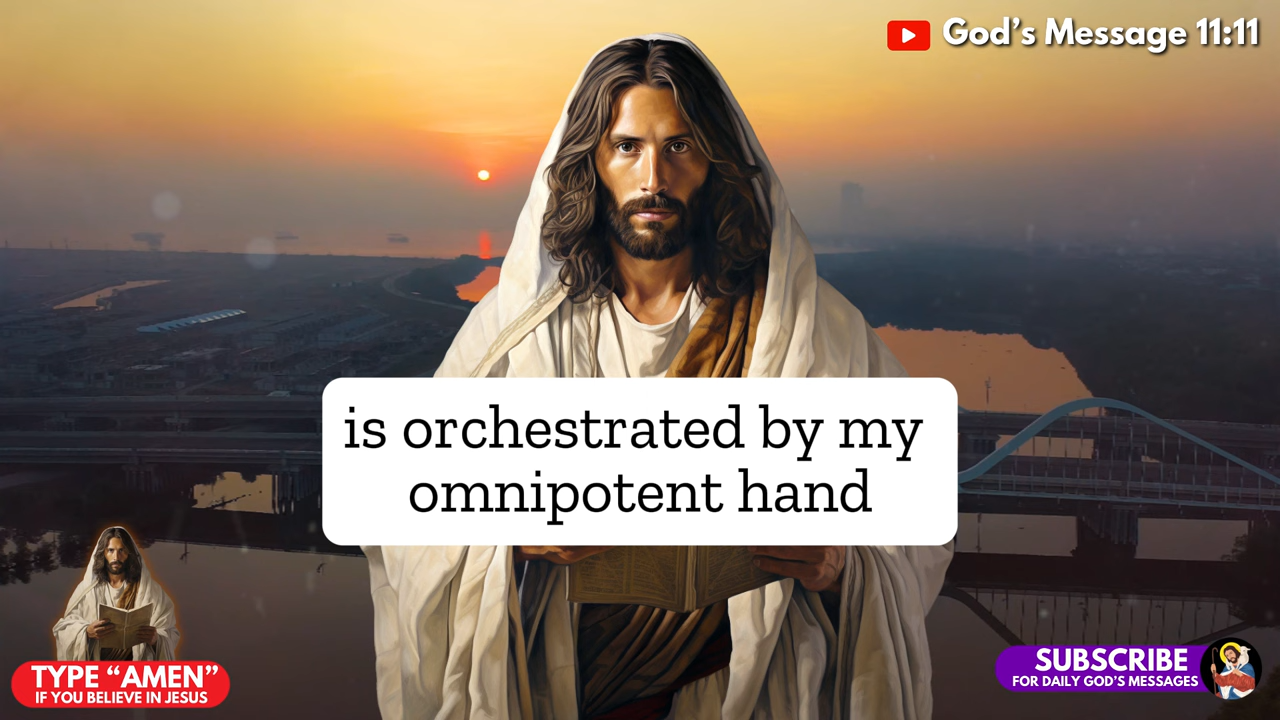 God's Message 11:11
is orchestrated by my
omnipotent hand
TYPE “AMEN”
IF YOU BELIEVE IN JESUS
SUBSCRIBE
FOR DAILY GOD'S MESSAGES